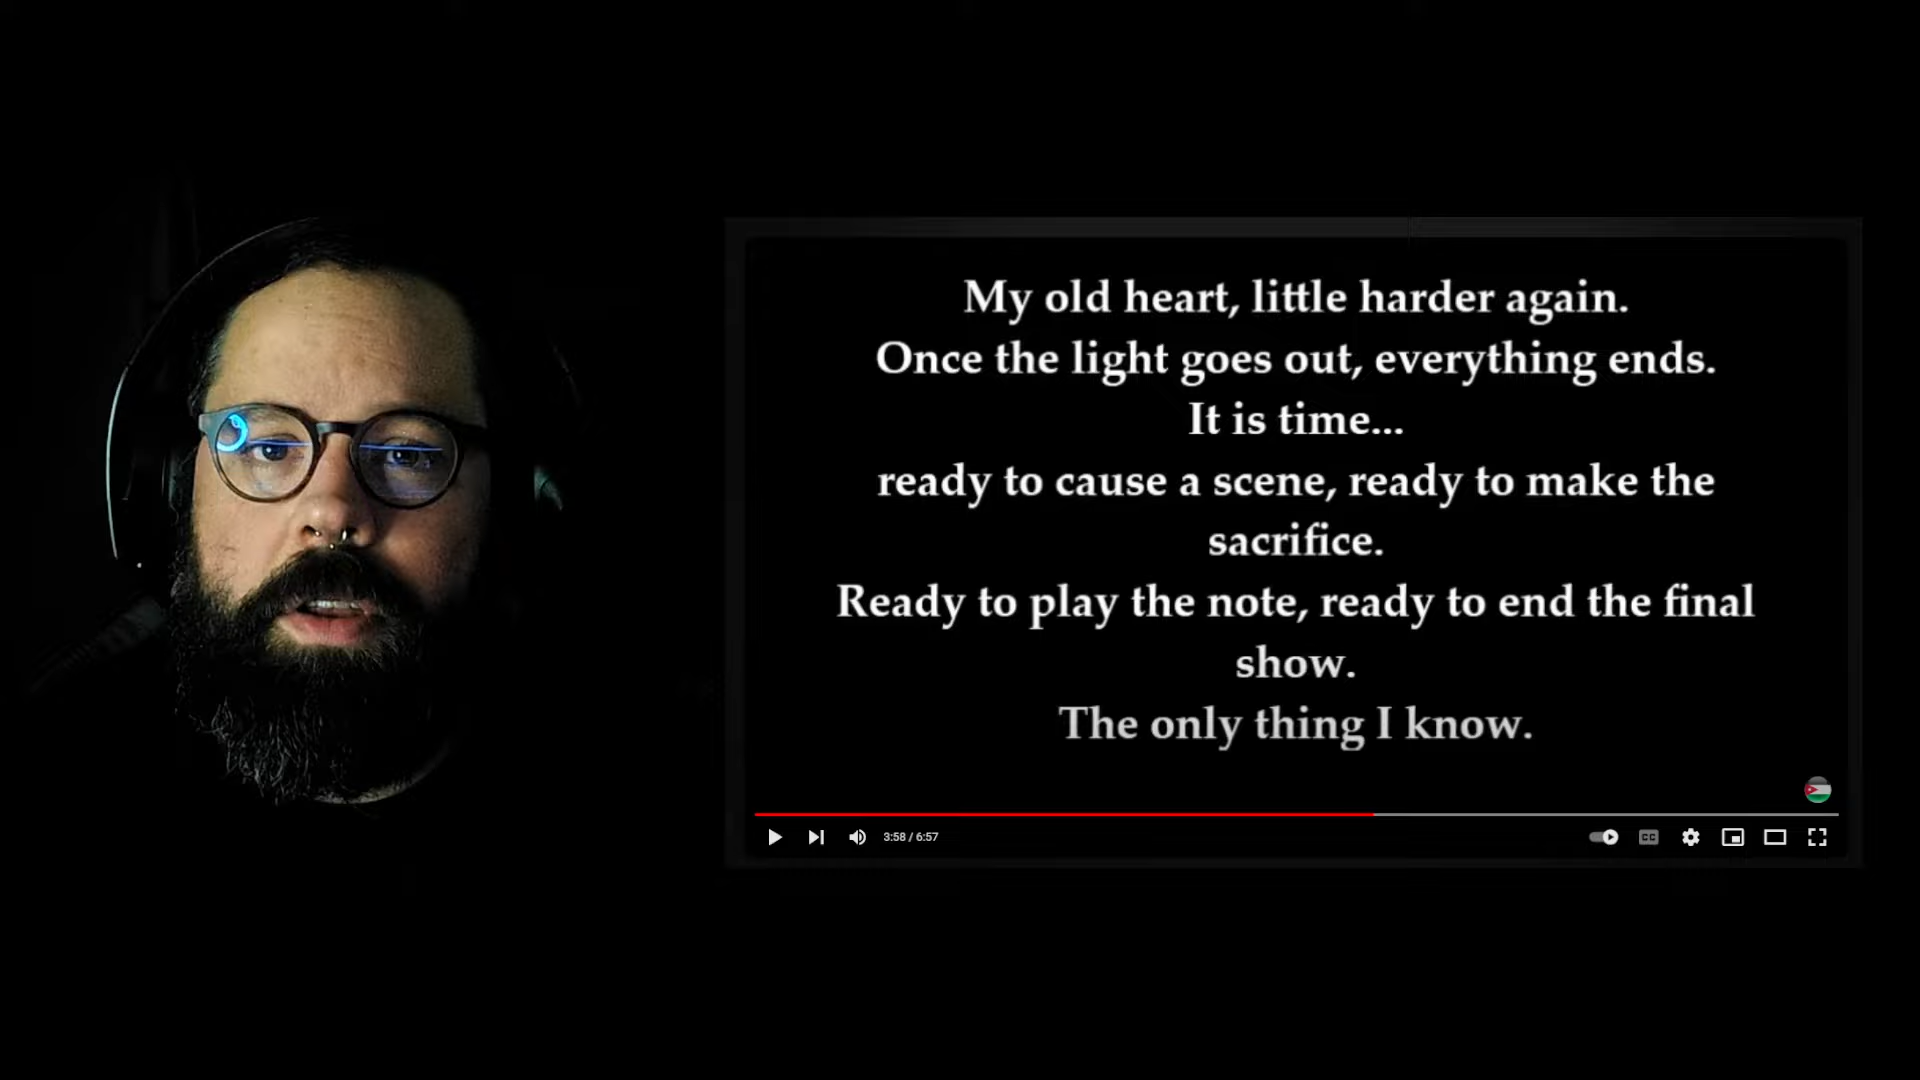 My old heart, little harder again.
Once the light goes out, everything ends.
It is time...
ready to cause a scene, ready to make the
sacrifice.
Ready to play the note, ready to end the final
show.
The only thing I know.
3:58 / 6:57
CC